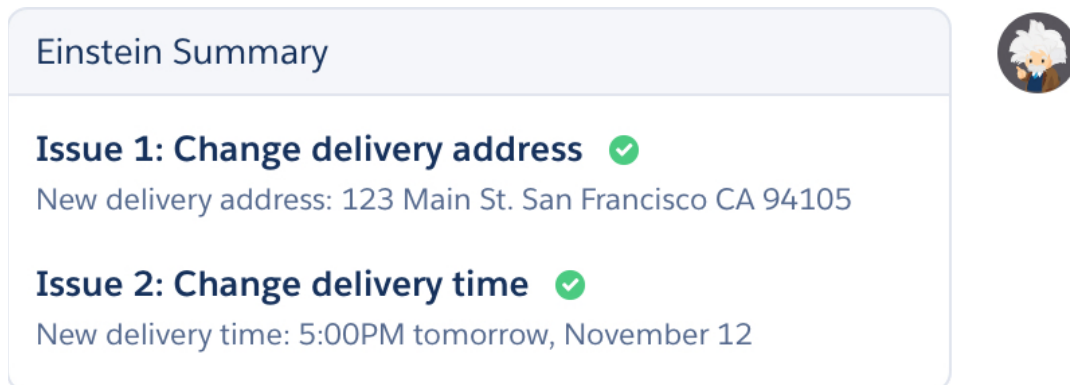 Einstein Summary
Issue 1: Change delivery address
New delivery address: 123 Main St. San Francisco CA 94105
Issue 2: Change delivery time
New delivery time: 5:00PM tomorrow, November 12